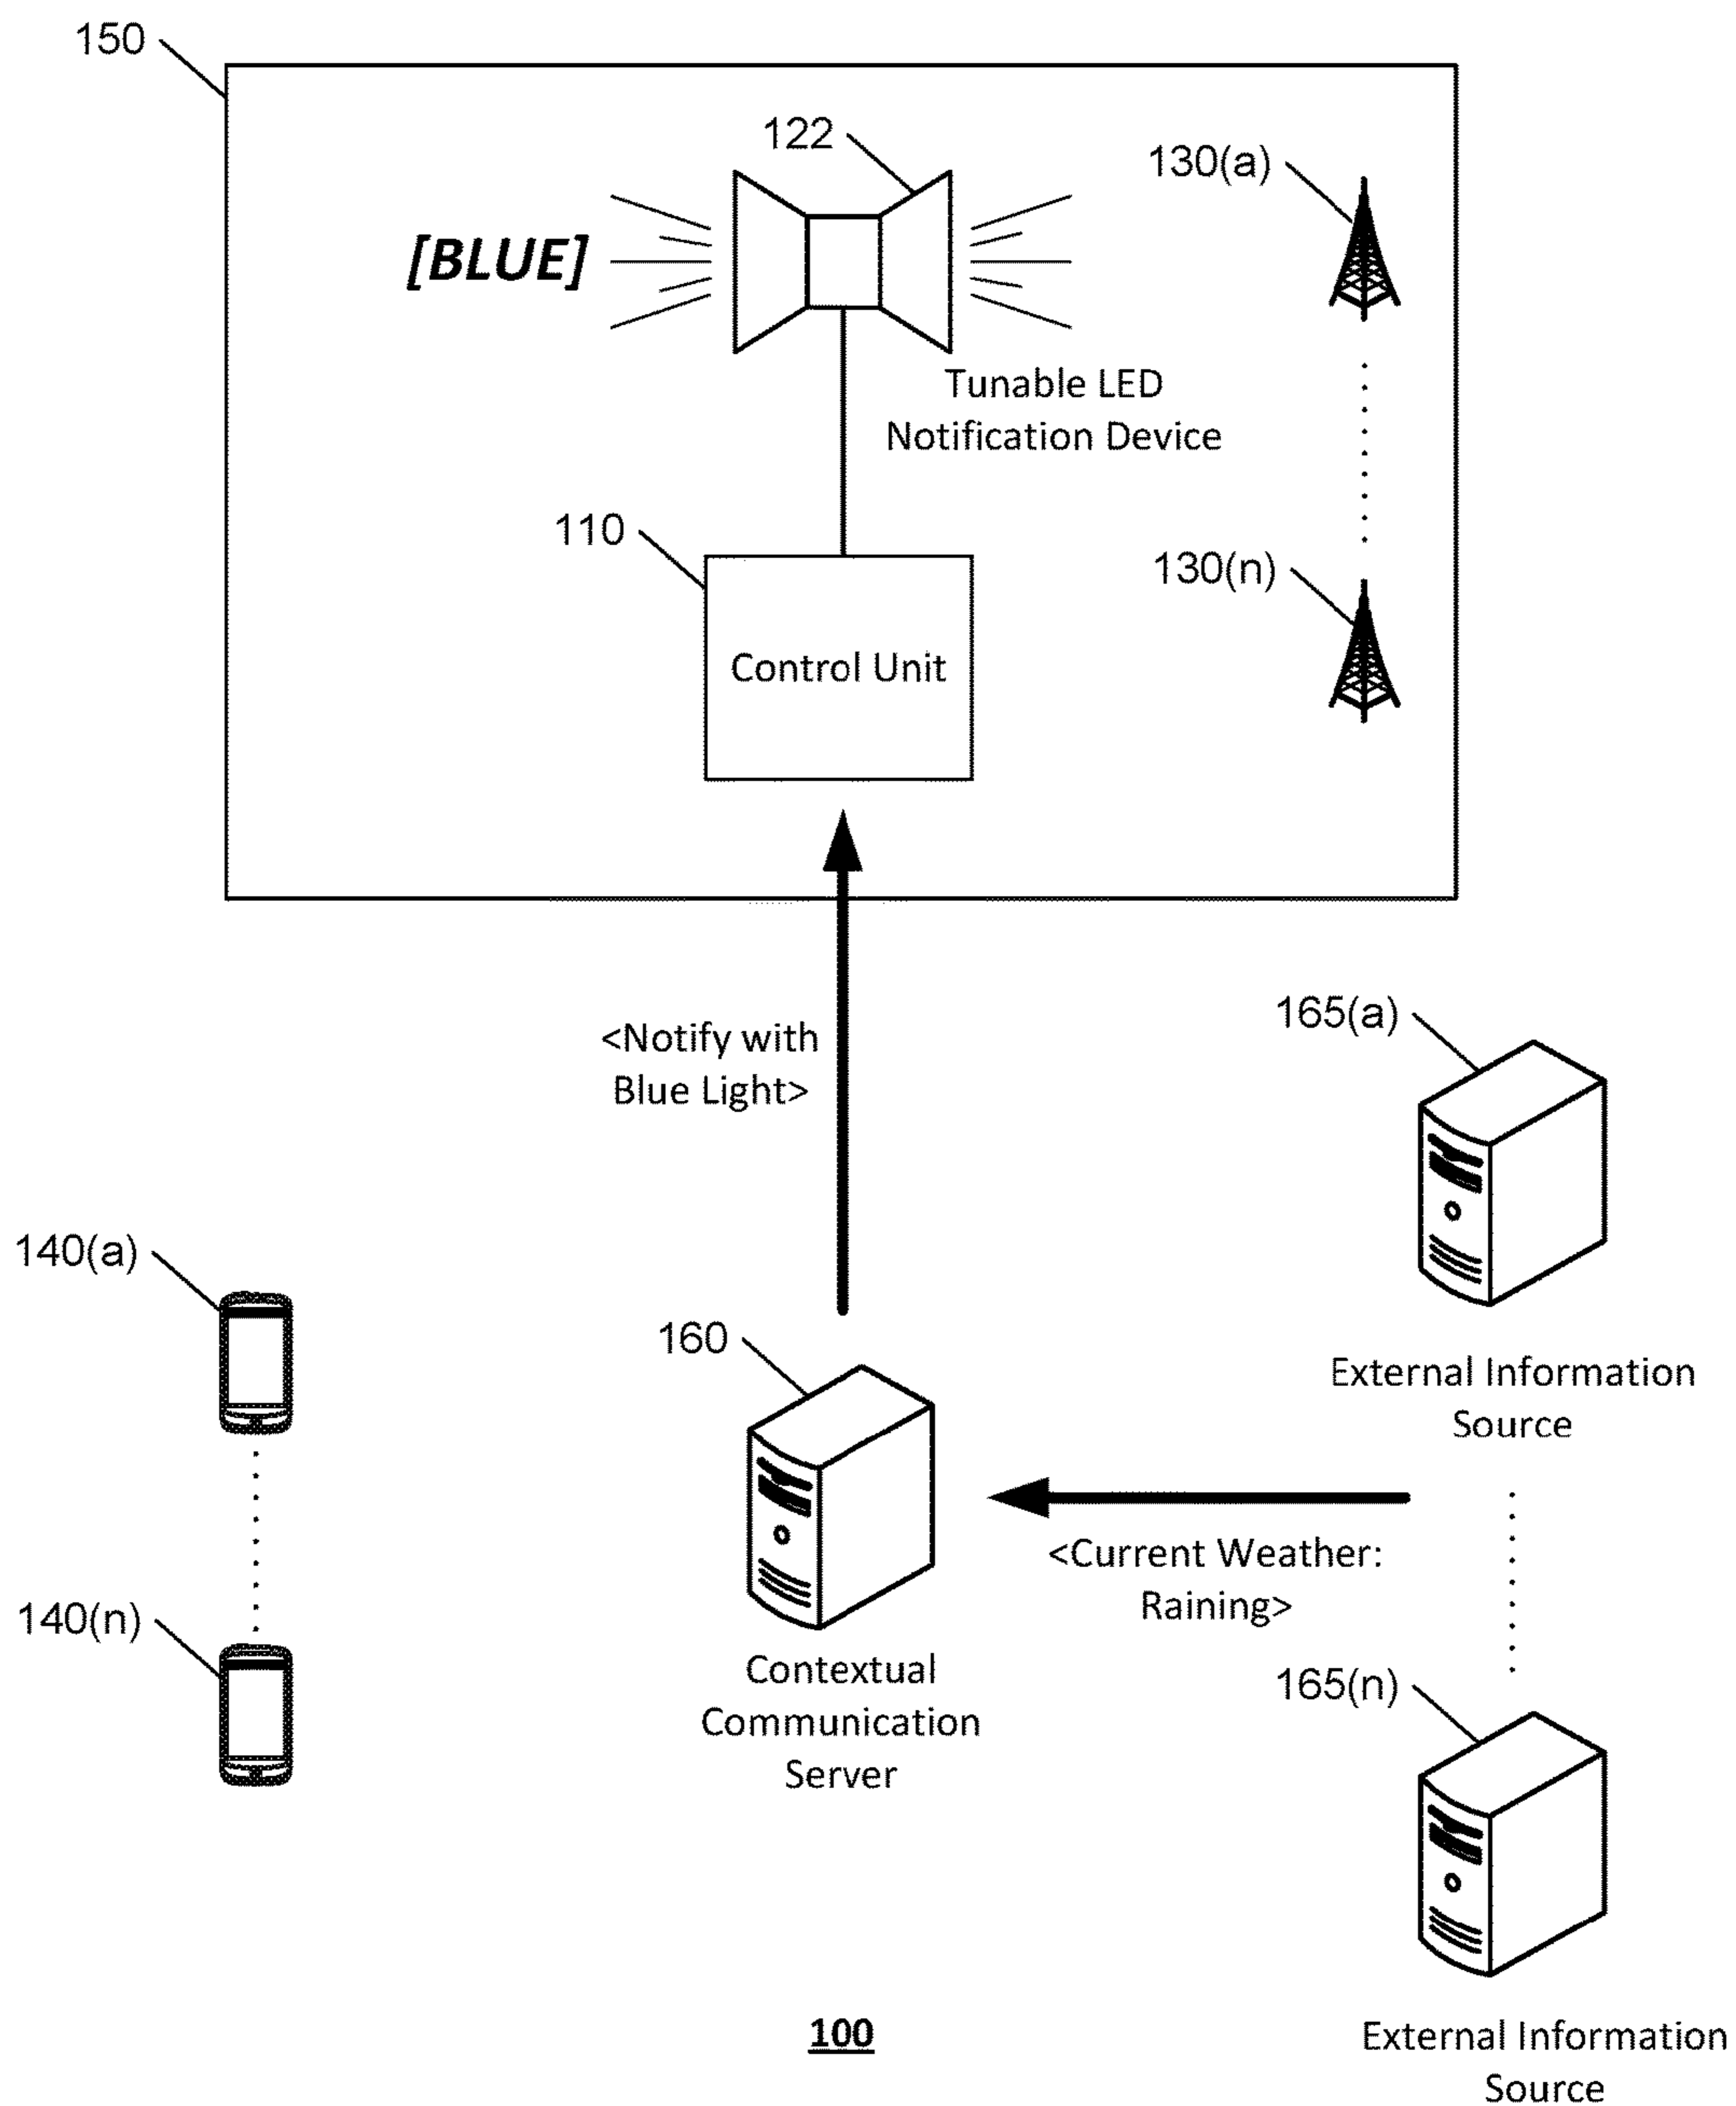 150
122
130(a)
[BLUE]
Tunable LED
Notification Device
110
130(n)
Control Unit
<Notify with
Blue Light>
165(a)
140(a)
160
External Information
Source
<Current Weather:
Raining>
140(n)
Contextual
Communication
Server
165(n)
100
External Information
Source